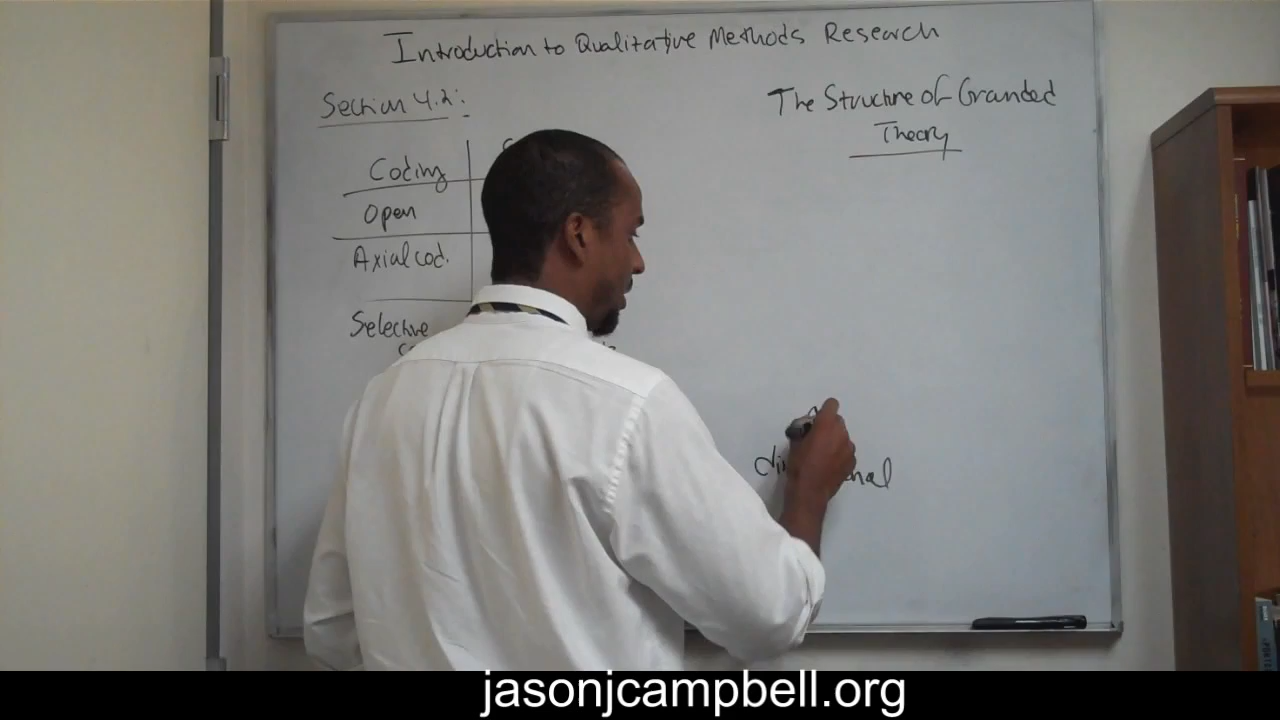 Introduction to Qualitative Methods Research
Section 4.2:
The Structure of Grounded
Theory
Coding
Open
Axial cod.
Selective
jasonjcampbell.org